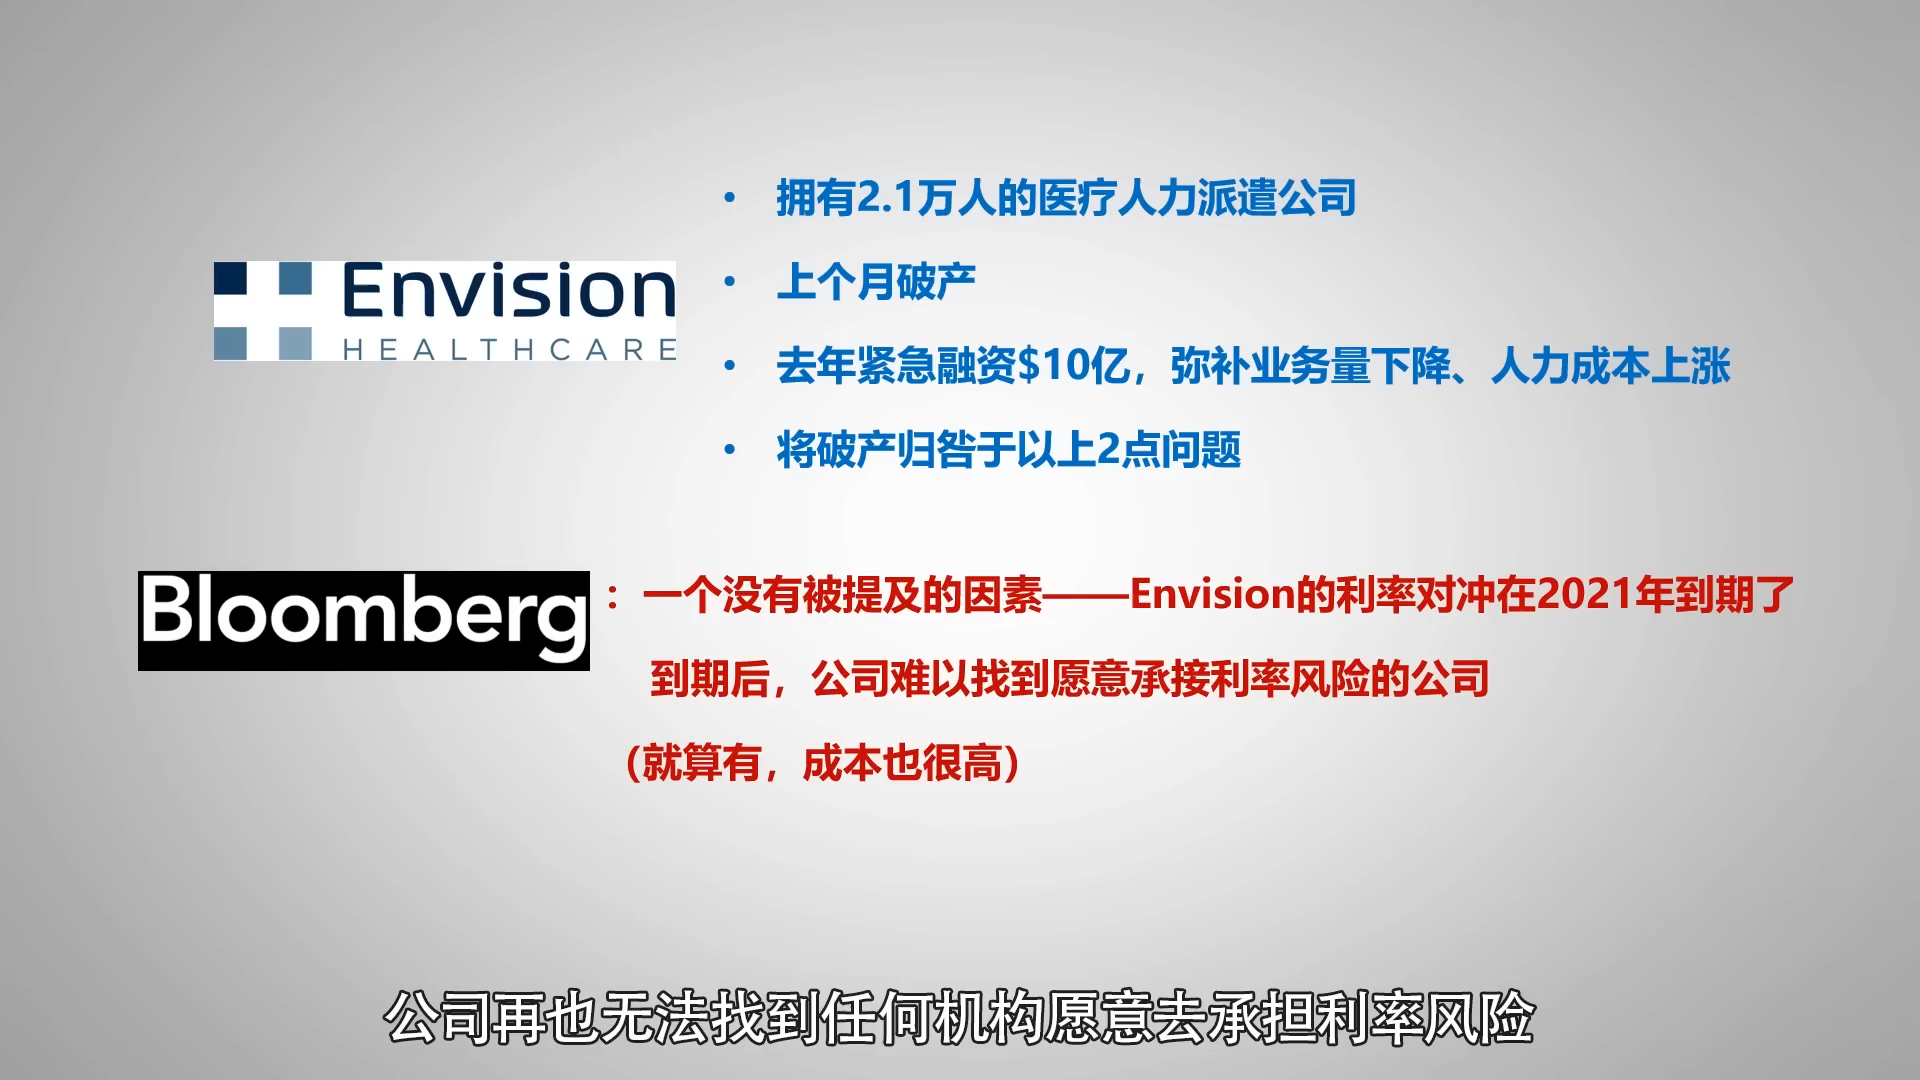 • 拥有2.1万人的医疗人力派遣公司
• 上个月破产
Envision
HEALTHCARE
• 去年紧急融资$10亿，弥补业务量下降、人力成本上涨
• 将破产归咎于以上2点问题
Bloomberg：一个没有被提及的因素——Envision的利率对冲在2021年到期了
到期后，公司难以找到愿意承接利率风险的公司
（就算有，成本也很高）
公司再也无法找到任何机构愿意去承担利率风险